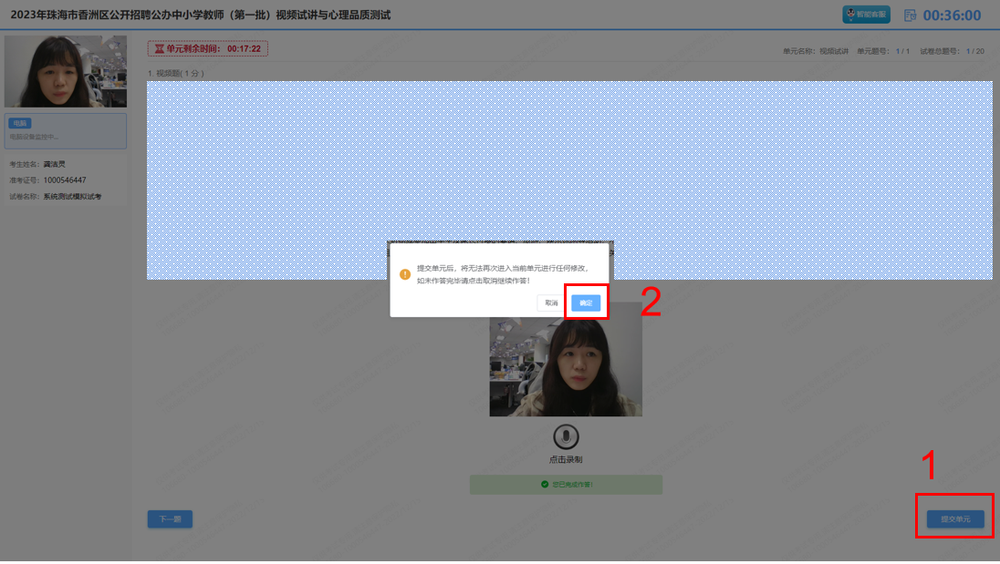 2023年珠海市香洲区公开招聘公办中小学教师（第一批）视频试讲与心理品质测试
智能客服
00:36:00
单元剩余时间： 00:17:22
单元名称：视频试讲 单元题号：1 / 1 试卷总题号：1 / 20
1. 视频题( 1 分 )
电脑
电脑设备监控中...
考生姓名：龚洁灵
准考证号：1000546447
试卷名称：系统测试模拟试考
提交单元后，将无法再次进入当前单元进行任何修改，
如未作答完毕请点击取消继续作答！
取消
确定
2
点击录制
您已完成作答!
1
下一题
提交单元